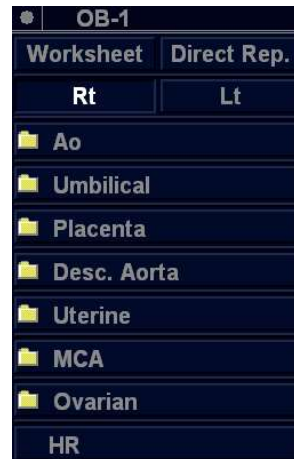 OB-1
Worksheet Direct Rep.
Rt Lt
Ao
Umbilical
Placenta
Desc. Aorta
Uterine
MCA
Ovarian
HR